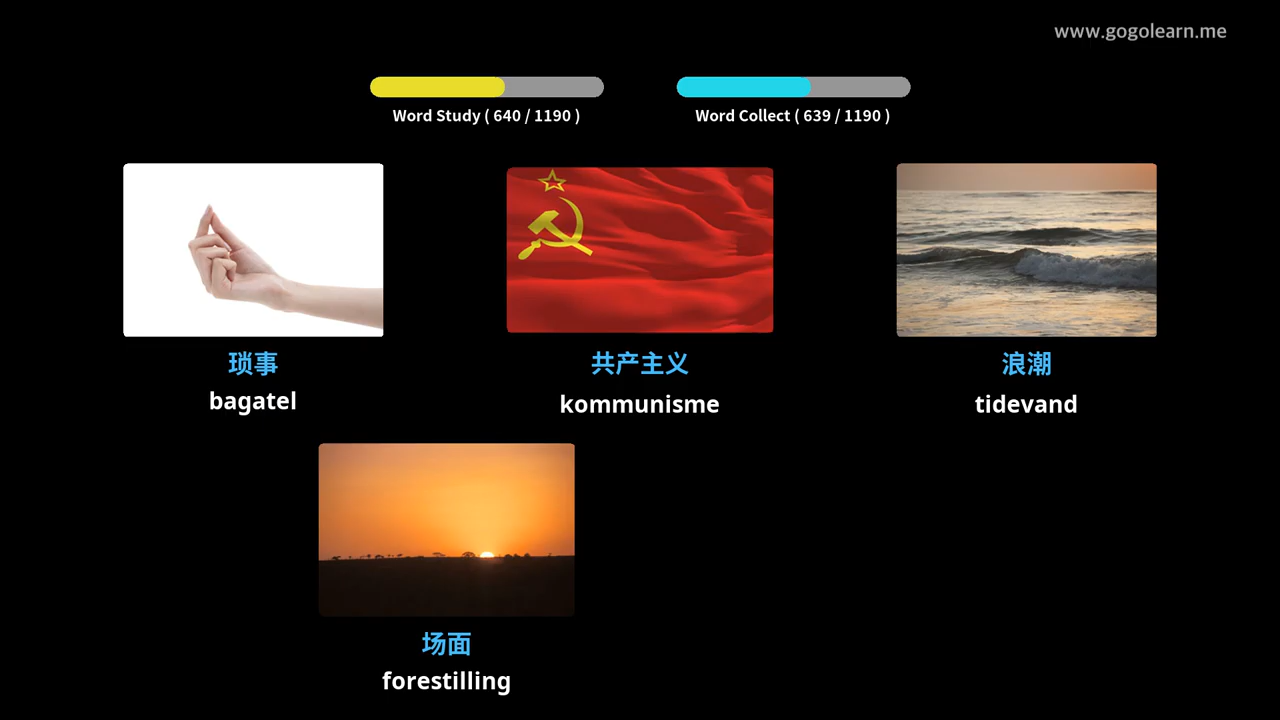 www.gogolearn.me
Word Study ( 640 / 1190 )
Word Collect ( 639 / 1190 )
琐事
bagatel
共产主义
kommunisme
浪潮
tidevand
场面
forestilling